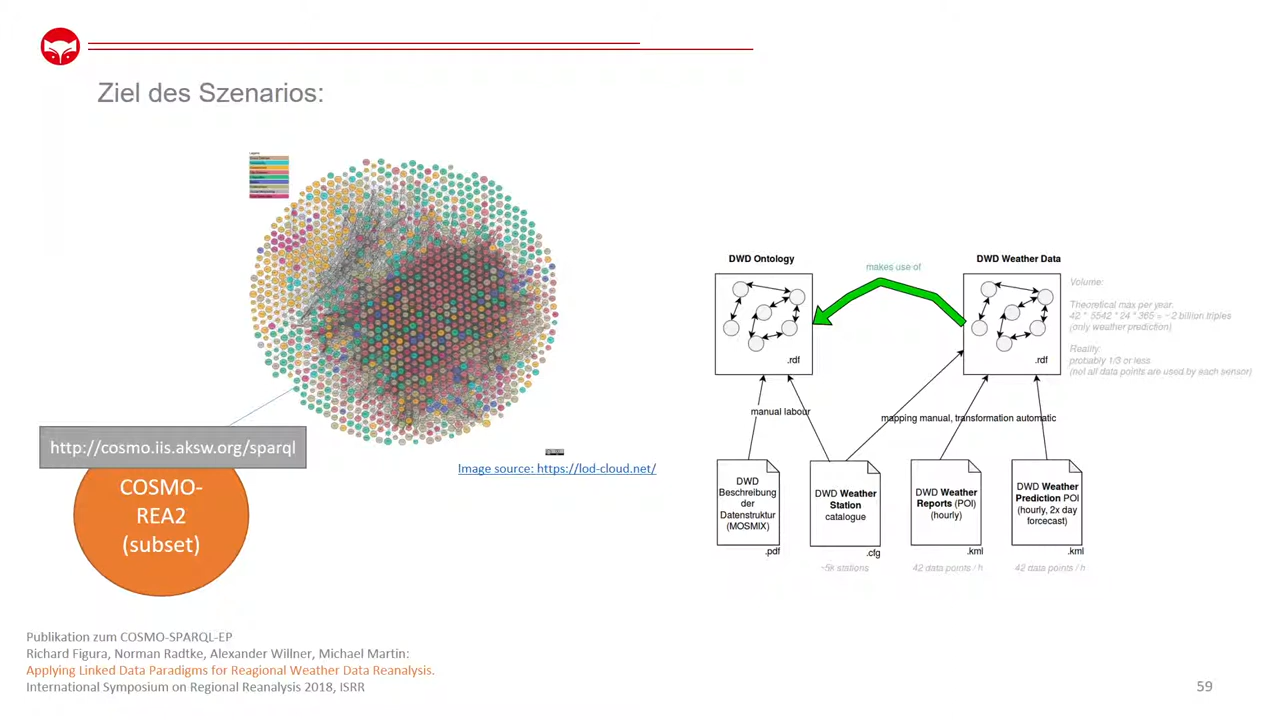 Ziel des Szenarios:
http://cosmo.iis.aksw.org/sparql
COSMO-
REA2
(subset)
Image source: https://lod-cloud.net/
DWD Ontology
makes use of
DWD Weather Data
.rdf
.rdf
Volume:
Theoretical max per year:
42 * 5542 * 24 * 365 = ~2 billion triples
(only weather prediction)
Reality:
probably 1/3 or less
(not all data points are used by each sensor)
manual labour
mapping manual, transformation automatic
DWD
Beschreibung
der
Datenstruktur
(MOSMIX)
.pdf
DWD Weather
Station
catalogue
.cfg
~5k stations
DWD Weather
Reports (POI)
(hourly)
.kml
42 data points / h
DWD Weather
Prediction POI
(hourly, 2x day
forcecast)
.kml
42 data points / h
Publikation zum COSMO-SPARQL-EP
Richard Figura, Norman Radtke, Alexander Willner, Michael Martin:
Applying Linked Data Paradigms for Reagional Weather Data Reanalysis.
International Symposium on Regional Reanalysis 2018, ISRR
59